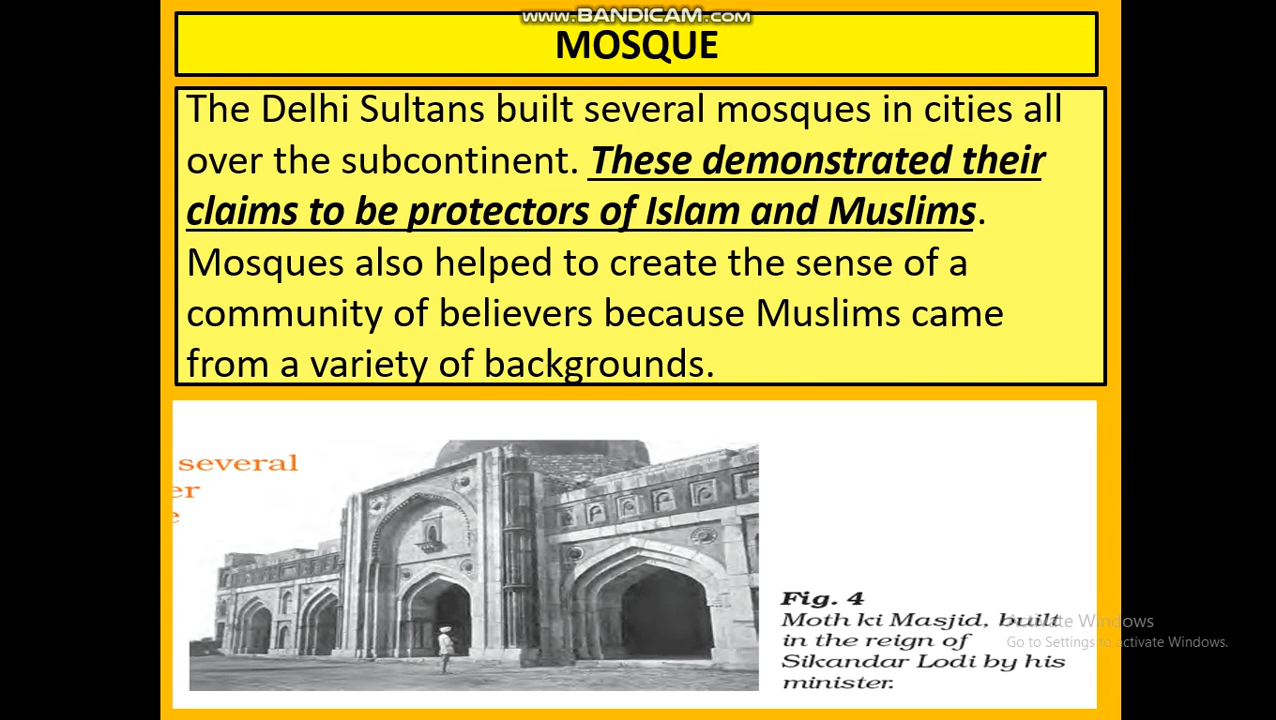 www.BANDICAM.com
MOSQUE
The Delhi Sultans built several mosques in cities all
over the subcontinent. These demonstrated their
claims to be protectors of Islam and Muslims.
Mosques also helped to create the sense of a
community of believers because Muslims came
from a variety of backgrounds.
several
er
e
Fig. 4
Moth ki Masjid, built
in the reign of
Sikandar Lodi by his
minister.
Activate Windows
Go to Settings to activate Windows.